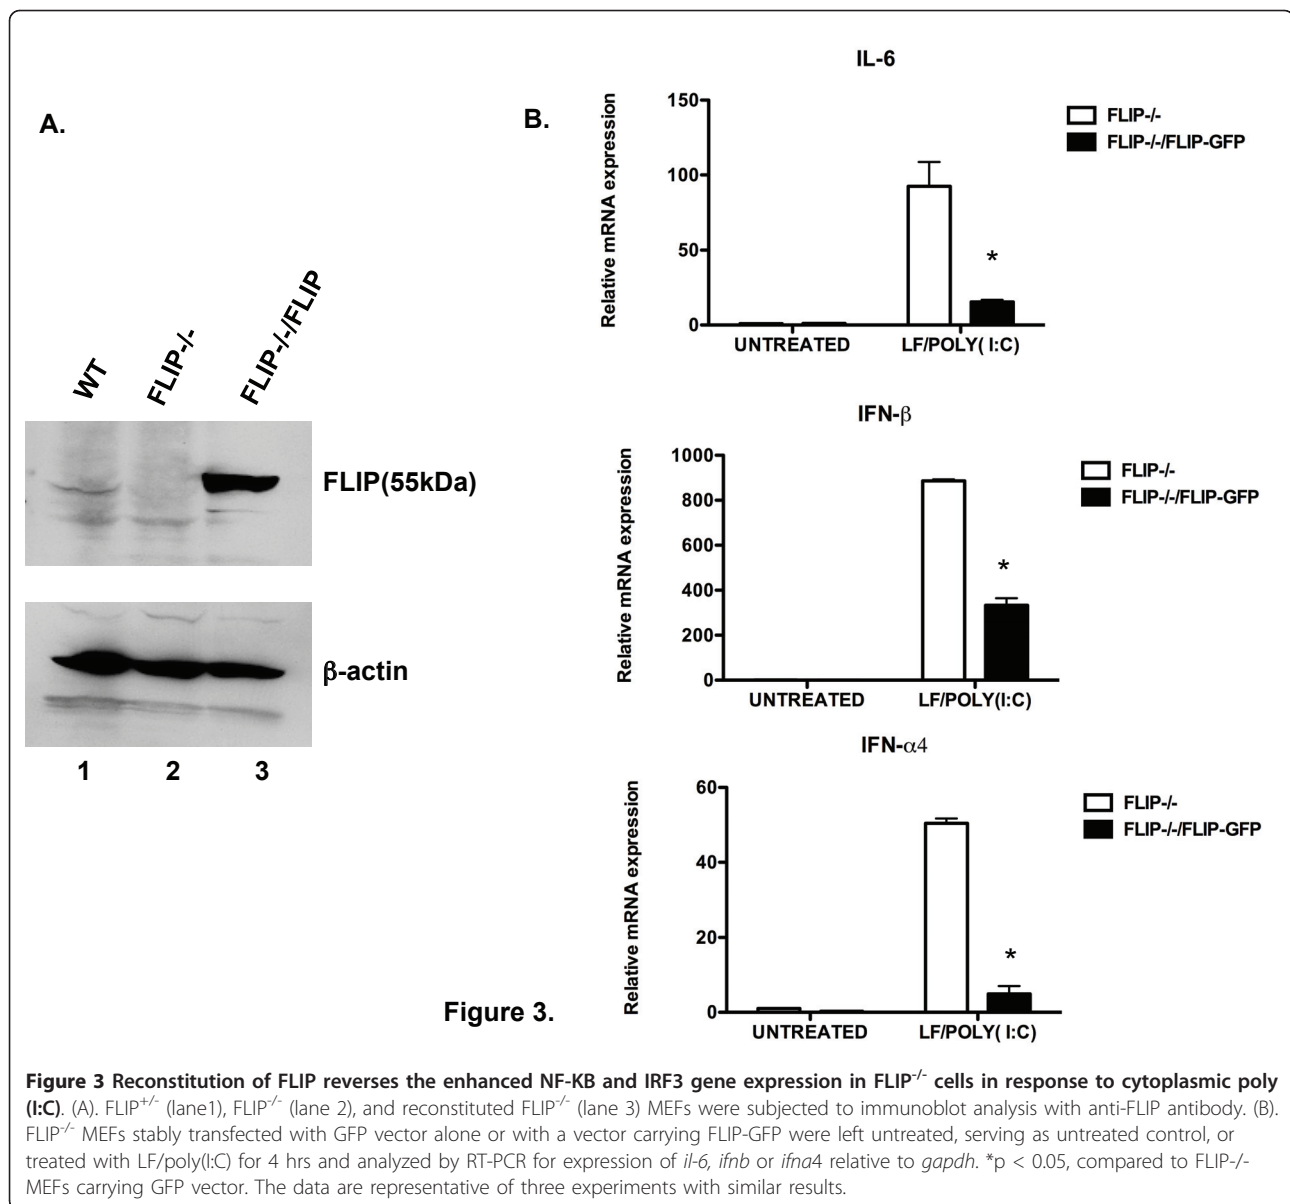 A.
WT
FLIP-/-
FLIP-/-/FLIP
FLIP(55kDa)
β-actin
1 2 3
B.
IL-6
Relative mRNA expression
150
100
50
0
*
UNTREATED LF/POLY( I:C)
FLIP-/-
FLIP-/-/FLIP-GFP
IFN-β
Relative mRNA expression
1000
800
600
400
200
0
*
UNTREATED LF/POLY(I:C)
FLIP-/-
FLIP-/-/FLIP-GFP
IFN-α4
Relative mRNA expression
60
40
20
0
*
UNTREATED LF/POLY( I:C)
FLIP-/-
FLIP-/-/FLIP-GFP
Figure 3.
Figure 3 Reconstitution of FLIP reverses the enhanced NF-KB and IRF3 gene expression in FLIP-/- cells in response to cytoplasmic poly
(I:C). (A). FLIP+/- (lane1), FLIP-/- (lane 2), and reconstituted FLIP-/- (lane 3) MEFs were subjected to immunoblot analysis with anti-FLIP antibody. (B).
FLIP-/- MEFs stably transfected with GFP vector alone or with a vector carrying FLIP-GFP were left untreated, serving as untreated control, or
treated with LF/poly(I:C) for 4 hrs and analyzed by RT-PCR for expression of il-6, ifnb or ifna4 relative to gapdh. *p < 0.05, compared to FLIP-/-
MEFs carrying GFP vector. The data are representative of three experiments with similar results.